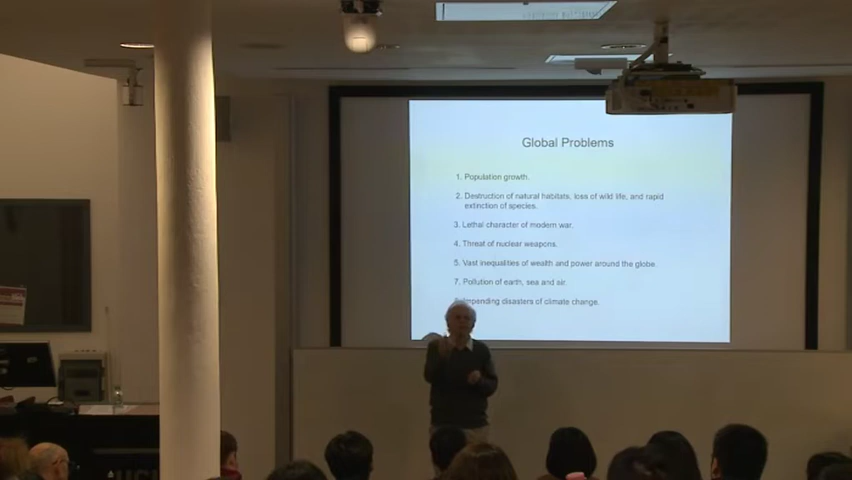 Global Problems
1. Population growth.
2. Destruction of natural habitats, loss of wild life, and rapid
extinction of species.
3. Lethal character of modern war.
4. Threat of nuclear weapons.
5. Vast inequalities of wealth and power around the globe.
7. Pollution of earth, sea and air.
Impending disasters of climate change.